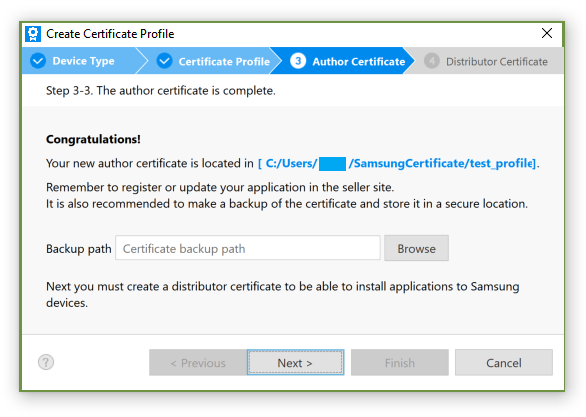 Create Certificate Profile
Device Type
Certificate Profile
3 Author Certificate
4 Distributor Certificate
Step 3-3. The author certificate is complete.
Congratulations!
Your new author certificate is located in [ C:/Users/ /SamsungCertificate/test_profile].
Remember to register or update your application in the seller site.
It is also recommended to make a backup of the certificate and store it in a secure location.
Backup path Certificate backup path Browse
Next you must create a distributor certificate to be able to install applications to Samsung
devices.
? < Previous Next > Finish Cancel